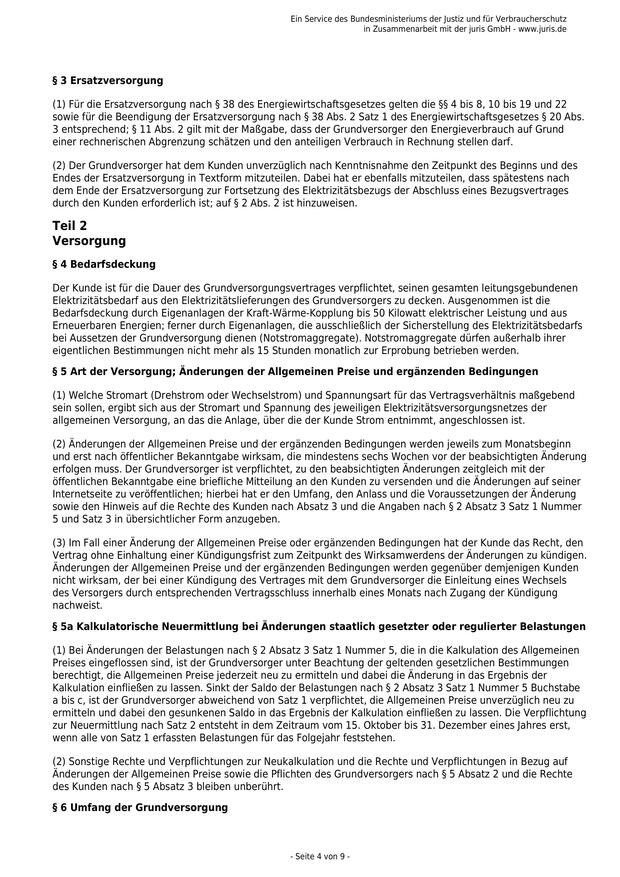 Ein Service des Bundesministeriums der Justiz und für Verbraucherschutz
in Zusammenarbeit mit der juris GmbH - www.juris.de
§ 3 Ersatzversorgung
(1) Für die Ersatzversorgung nach § 38 des Energiewirtschaftsgesetzes gelten die §§ 4 bis 8, 10 bis 19 und 22
sowie für die Beendigung der Ersatzversorgung nach § 38 Abs. 2 Satz 1 des Energiewirtschaftsgesetzes § 20 Abs.
3 entsprechend; § 11 Abs. 2 gilt mit der Maßgabe, dass der Grundversorger den Energieverbrauch auf Grund
einer rechnerischen Abgrenzung schätzen und den anteiligen Verbrauch in Rechnung stellen darf.
(2) Der Grundversorger hat dem Kunden unverzüglich nach Kenntnisnahme den Zeitpunkt des Beginns und des
Endes der Ersatzversorgung in Textform mitzuteilen. Dabei hat er ebenfalls mitzuteilen, dass spätestens nach
dem Ende der Ersatzversorgung zur Fortsetzung des Elektrizitätsbezugs der Abschluss eines Bezugsvertrages
durch den Kunden erforderlich ist; auf § 2 Abs. 2 ist hinzuweisen.
Teil 2
Versorgung
§ 4 Bedarfsdeckung
Der Kunde ist für die Dauer des Grundversorgungsvertrages verpflichtet, seinen gesamten leitungsgebundenen
Elektrizitätsbedarf aus den Elektrizitätslieferungen des Grundversorgers zu decken. Ausgenommen ist die
Bedarfsdeckung durch Eigenanlagen der Kraft-Wärme-Kopplung bis 50 Kilowatt elektrischer Leistung und aus
Erneuerbaren Energien; ferner durch Eigenanlagen, die ausschließlich der Sicherstellung des Elektrizitätsbedarfs
bei Aussetzen der Grundversorgung dienen (Notstromaggregate). Notstromaggregate dürfen außerhalb ihrer
eigentlichen Bestimmungen nicht mehr als 15 Stunden monatlich zur Erprobung betrieben werden.
§ 5 Art der Versorgung; Änderungen der Allgemeinen Preise und ergänzenden Bedingungen
(1) Welche Stromart (Drehstrom oder Wechselstrom) und Spannungsart für das Vertragsverhältnis maßgebend
sein sollen, ergibt sich aus der Stromart und Spannung des jeweiligen Elektrizitätsversorgungsnetzes der
allgemeinen Versorgung, an das die Anlage, über die der Kunde Strom entnimmt, angeschlossen ist.
(2) Änderungen der Allgemeinen Preise und der ergänzenden Bedingungen werden jeweils zum Monatsbeginn
und erst nach öffentlicher Bekanntgabe wirksam, die mindestens sechs Wochen vor der beabsichtigten Änderung
erfolgen muss. Der Grundversorger ist verpflichtet, zu den beabsichtigten Änderungen zeitgleich mit der
öffentlichen Bekanntgabe eine briefliche Mitteilung an den Kunden zu versenden und die Änderungen auf seiner
Internetseite zu veröffentlichen; hierbei hat er den Umfang, den Anlass und die Voraussetzungen der Änderung
sowie den Hinweis auf die Rechte des Kunden nach Absatz 3 und die Angaben nach § 2 Absatz 3 Satz 1 Nummer
5 und Satz 3 in übersichtlicher Form anzugeben.
(3) Im Fall einer Änderung der Allgemeinen Preise oder ergänzenden Bedingungen hat der Kunde das Recht, den
Vertrag ohne Einhaltung einer Kündigungsfrist zum Zeitpunkt des Wirksamwerdens der Änderungen zu kündigen.
Änderungen der Allgemeinen Preise und der ergänzenden Bedingungen werden gegenüber demjenigen Kunden
nicht wirksam, der bei einer Kündigung des Vertrages mit dem Grundversorger die Einleitung eines Wechsels
des Versorgers durch entsprechenden Vertragsschluss innerhalb eines Monats nach Zugang der Kündigung
nachweist.
§ 5a Kalkulatorische Neuermittlung bei Änderungen staatlich gesetzter oder regulierter Belastungen
(1) Bei Änderungen der Belastungen nach § 2 Absatz 3 Satz 1 Nummer 5, die in die Kalkulation des Allgemeinen
Preises eingeflossen sind, ist der Grundversorger unter Beachtung der geltenden gesetzlichen Bestimmungen
berechtigt, die Allgemeinen Preise jederzeit neu zu ermitteln und dabei die Änderung in das Ergebnis der
Kalkulation einfließen zu lassen. Sinkt der Saldo der Belastungen nach § 2 Absatz 3 Satz 1 Nummer 5 Buchstabe
a bis c, ist der Grundversorger abweichend von Satz 1 verpflichtet, die Allgemeinen Preise unverzüglich neu zu
ermitteln und dabei den gesunkenen Saldo in das Ergebnis der Kalkulation einfließen zu lassen. Die Verpflichtung
zur Neuermittlung nach Satz 2 entsteht in dem Zeitraum vom 15. Oktober bis 31. Dezember eines Jahres erst,
wenn alle von Satz 1 erfassten Belastungen für das Folgejahr feststehen.
(2) Sonstige Rechte und Verpflichtungen zur Neukalkulation und die Rechte und Verpflichtungen in Bezug auf
Änderungen der Allgemeinen Preise sowie die Pflichten des Grundversorgers nach § 5 Absatz 2 und die Rechte
des Kunden nach § 5 Absatz 3 bleiben unberührt.
§ 6 Umfang der Grundversorgung
- Seite 4 von 9 -